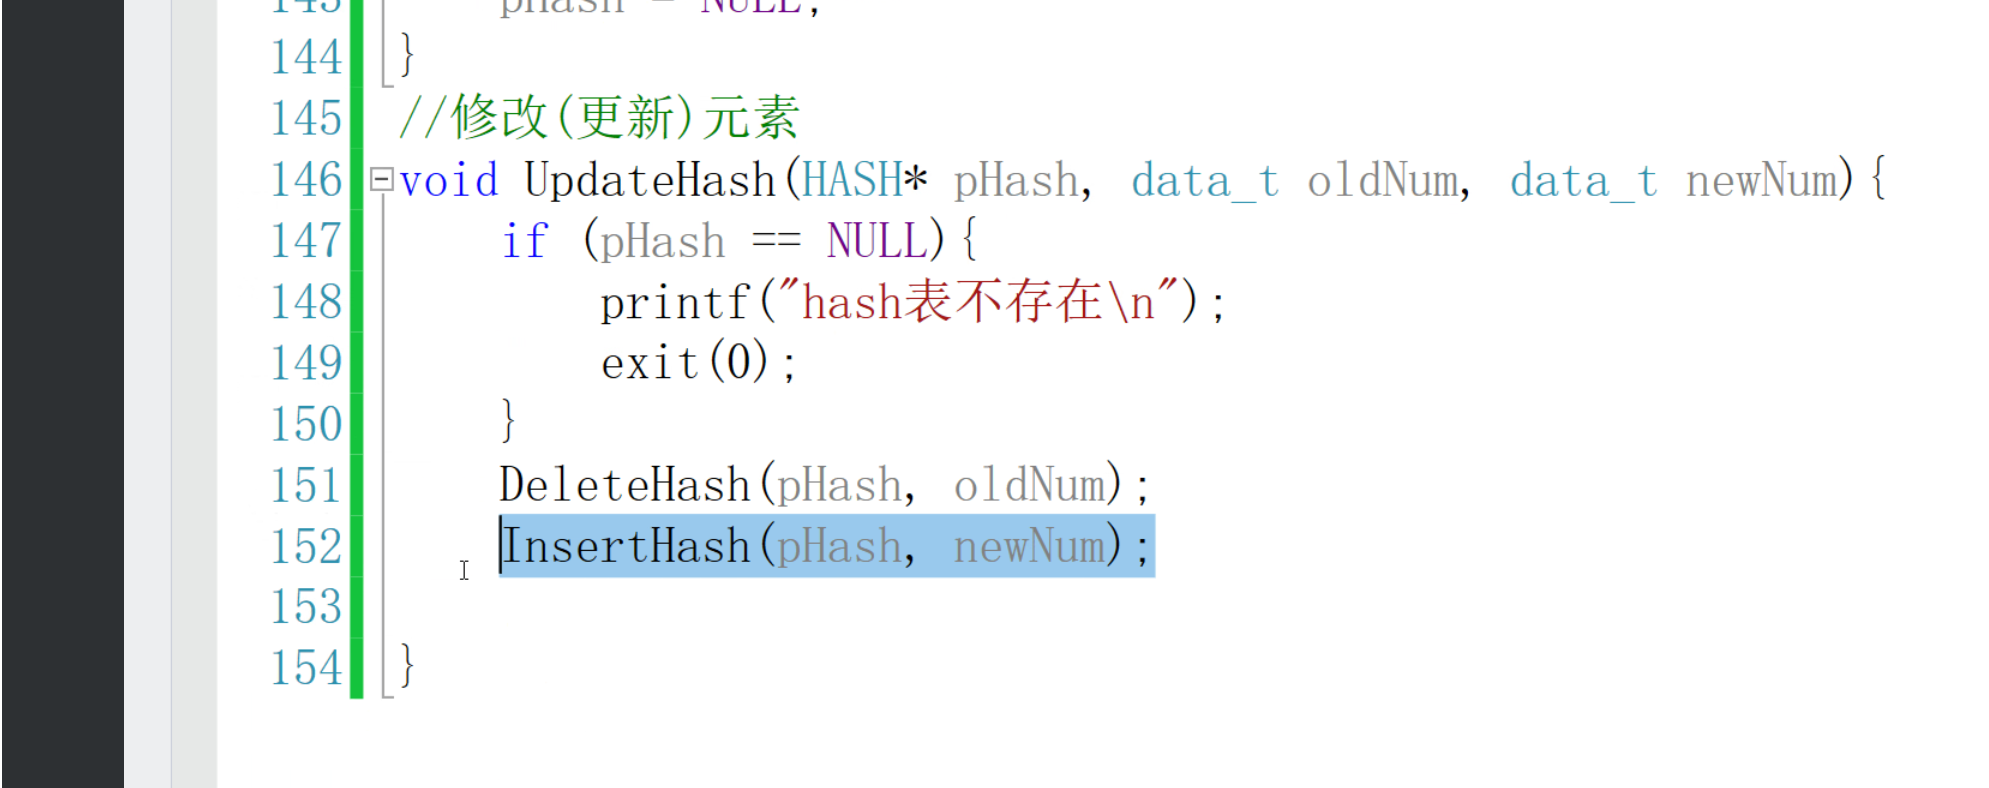 143 pHash = NULL;
144 }
145 //修改(更新)元素
146 void UpdateHash(HASH* pHash, data_t oldNum, data_t newNum){
147 if (pHash == NULL){
148 printf("hash表不存在\n");
149 exit(0);
150 }
151 DeleteHash(pHash, oldNum);
152 InsertHash(pHash, newNum);
153
154 }